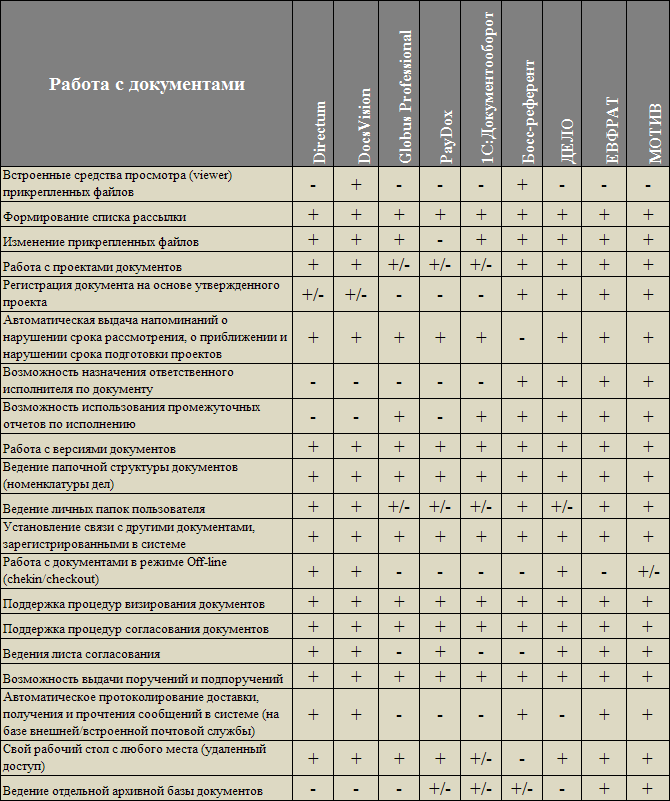 Работа с документами
Directum
DocsVision
Globus Professional
PayDox
1С:Документооборот
Босс-референт
ДЕЛО
ЕВФРАТ
МОТИВ
Встроенные средства просмотра (viewer)
прикрепленных файлов
- + - - - + - - -
Формирование списка рассылки
+ + + + + + + + +
Изменение прикрепленных файлов
+ + + - + + + + +
Работа с проектами документов
+ + +/- +/- +/- + + + +
Регистрация документа на основе утвержденного
проекта
+/- +/- - - - + + + +
Автоматическая выдача напоминаний о
нарушении срока рассмотрения, о приближении и
нарушении срока подготовки проектов
+ + + + + - + + +
Возможность назначения ответственного
исполнителя по документу
- - - - - + + + +
Возможность использования промежуточных
отчетов по исполнению
- - + - + + + + +
Работа с версиями документов
+ + + + + + + + +
Ведение папочной структуры документов
(номенклатуры дел)
+ + + + + + + + +
Ведение личных папок пользователя
+ + +/- +/- +/- + +/- + +
Установление связи с другими документами,
зарегистрированными в системе
+ + + + + + + + +
Работа с документами в режиме Off-line
(chekin/checkout)
+ + - - - - + - +/-
Поддержка процедур визирования документов
+ + + + + + + + +
Поддержка процедур согласования документов
+ + + + + + + + +
Ведения листа согласования
+ + - + - - + + +
Возможность выдачи поручений и подпоручений
+ + + + + + + + +
Автоматическое протоколирование доставки,
получения и прочтения сообщений в системе (на
базе внешней/встроенной почтовой службы)
+ + - - - + - + +
Свой рабочий стол с любого места (удаленный
доступ)
+ + + + +/- - + + +
Ведение отдельной архивной базы документов
- - - +/- +/- +/- - + +